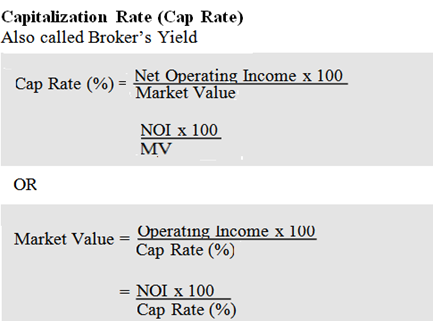 Capitalization Rate (Cap Rate)
Also called Broker's Yield
Cap Rate (%) = Net Operating Income x 100
Market Value
NOI x 100
MV
OR
Market Value = Operating Income x 100
Cap Rate (%)
= NOI x 100
Cap Rate (%)